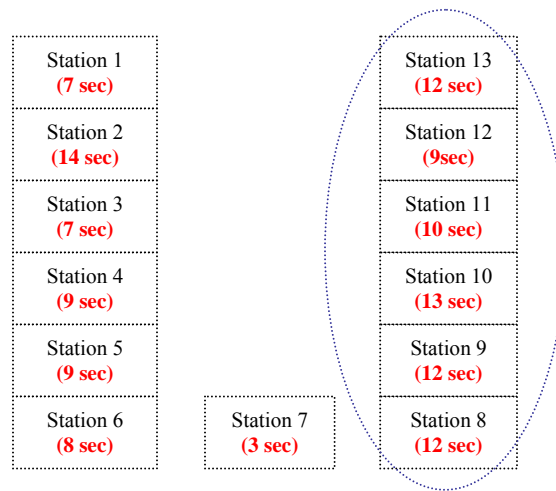 Station 1
(7 sec)
Station 2
(14 sec)
Station 3
(7 sec)
Station 4
(9 sec)
Station 5
(9 sec)
Station 6
(8 sec)
Station 7
(3 sec)
Station 13
(12 sec)
Station 12
(9sec)
Station 11
(10 sec)
Station 10
(13 sec)
Station 9
(12 sec)
Station 8
(12 sec)